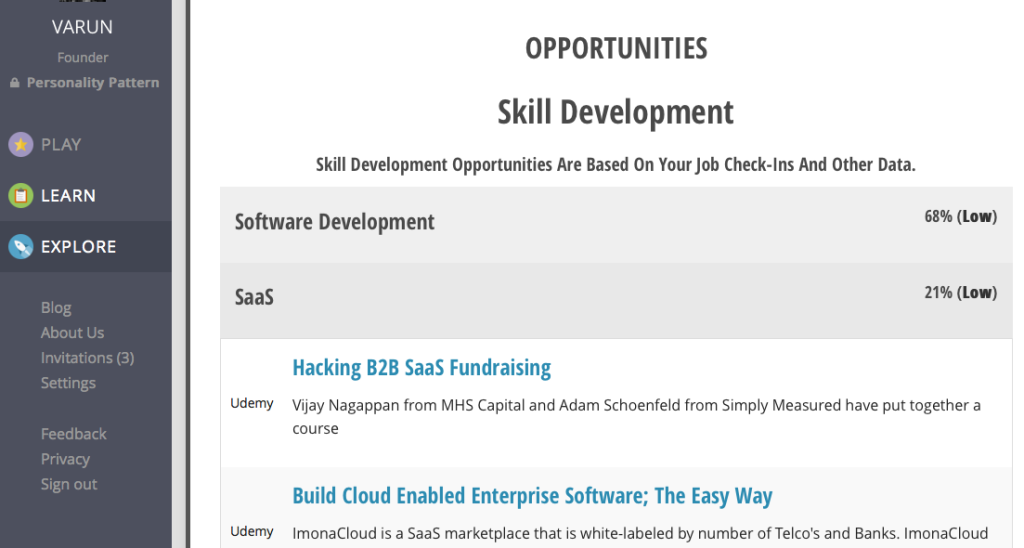 VARUN
Founder
Personality Pattern
PLAY
LEARN
EXPLORE
Blog
About Us
Invitations (3)
Settings
Feedback
Privacy
Sign out
OPPORTUNITIES
Skill Development
Skill Development Opportunities Are Based On Your Job Check-Ins And Other Data.
Software Development
68% (Low)
SaaS
21% (Low)
Hacking B2B SaaS Fundraising
Udemy
Vijay Nagappan from MHS Capital and Adam Schoenfeld from Simply Measured have put together a
course
Build Cloud Enabled Enterprise Software; The Easy Way
Udemy
ImonaCloud is a SaaS marketplace that is white-labeled by number of Telco's and Banks. ImonaCloud